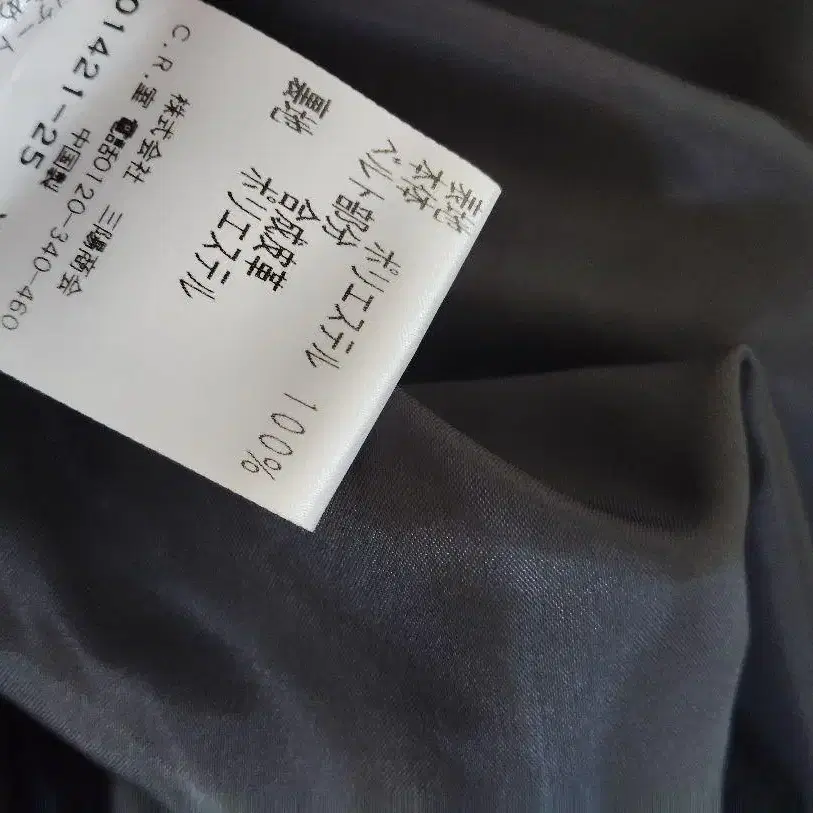 表地
本体 ポリエステル 100%
ベルト部分
合成皮革
裏地 ポリエステル
株式会社 三陽商会
C.R.室 電話0120-340-460
中国製
01421-25